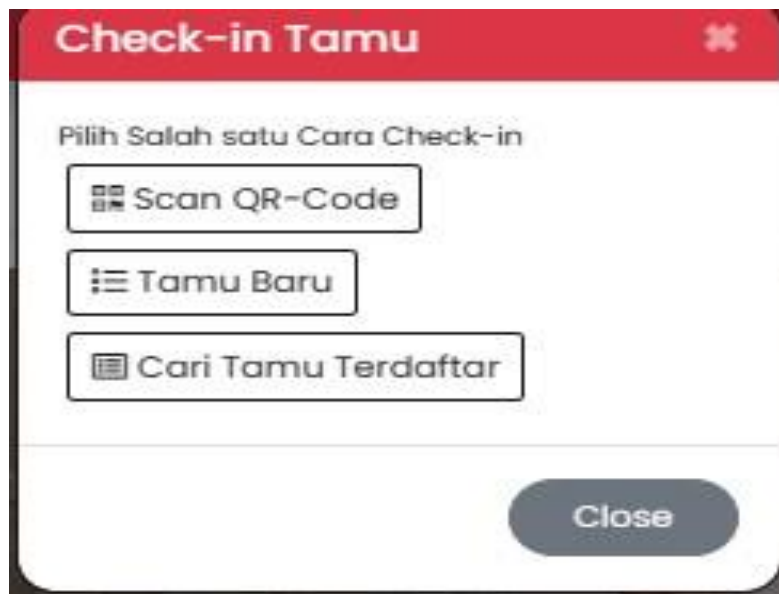 Check-in Tamu
Pilih Salah satu Cara Check-in
Scan QR-Code
Tamu Baru
Cari Tamu Terdaftar
Close